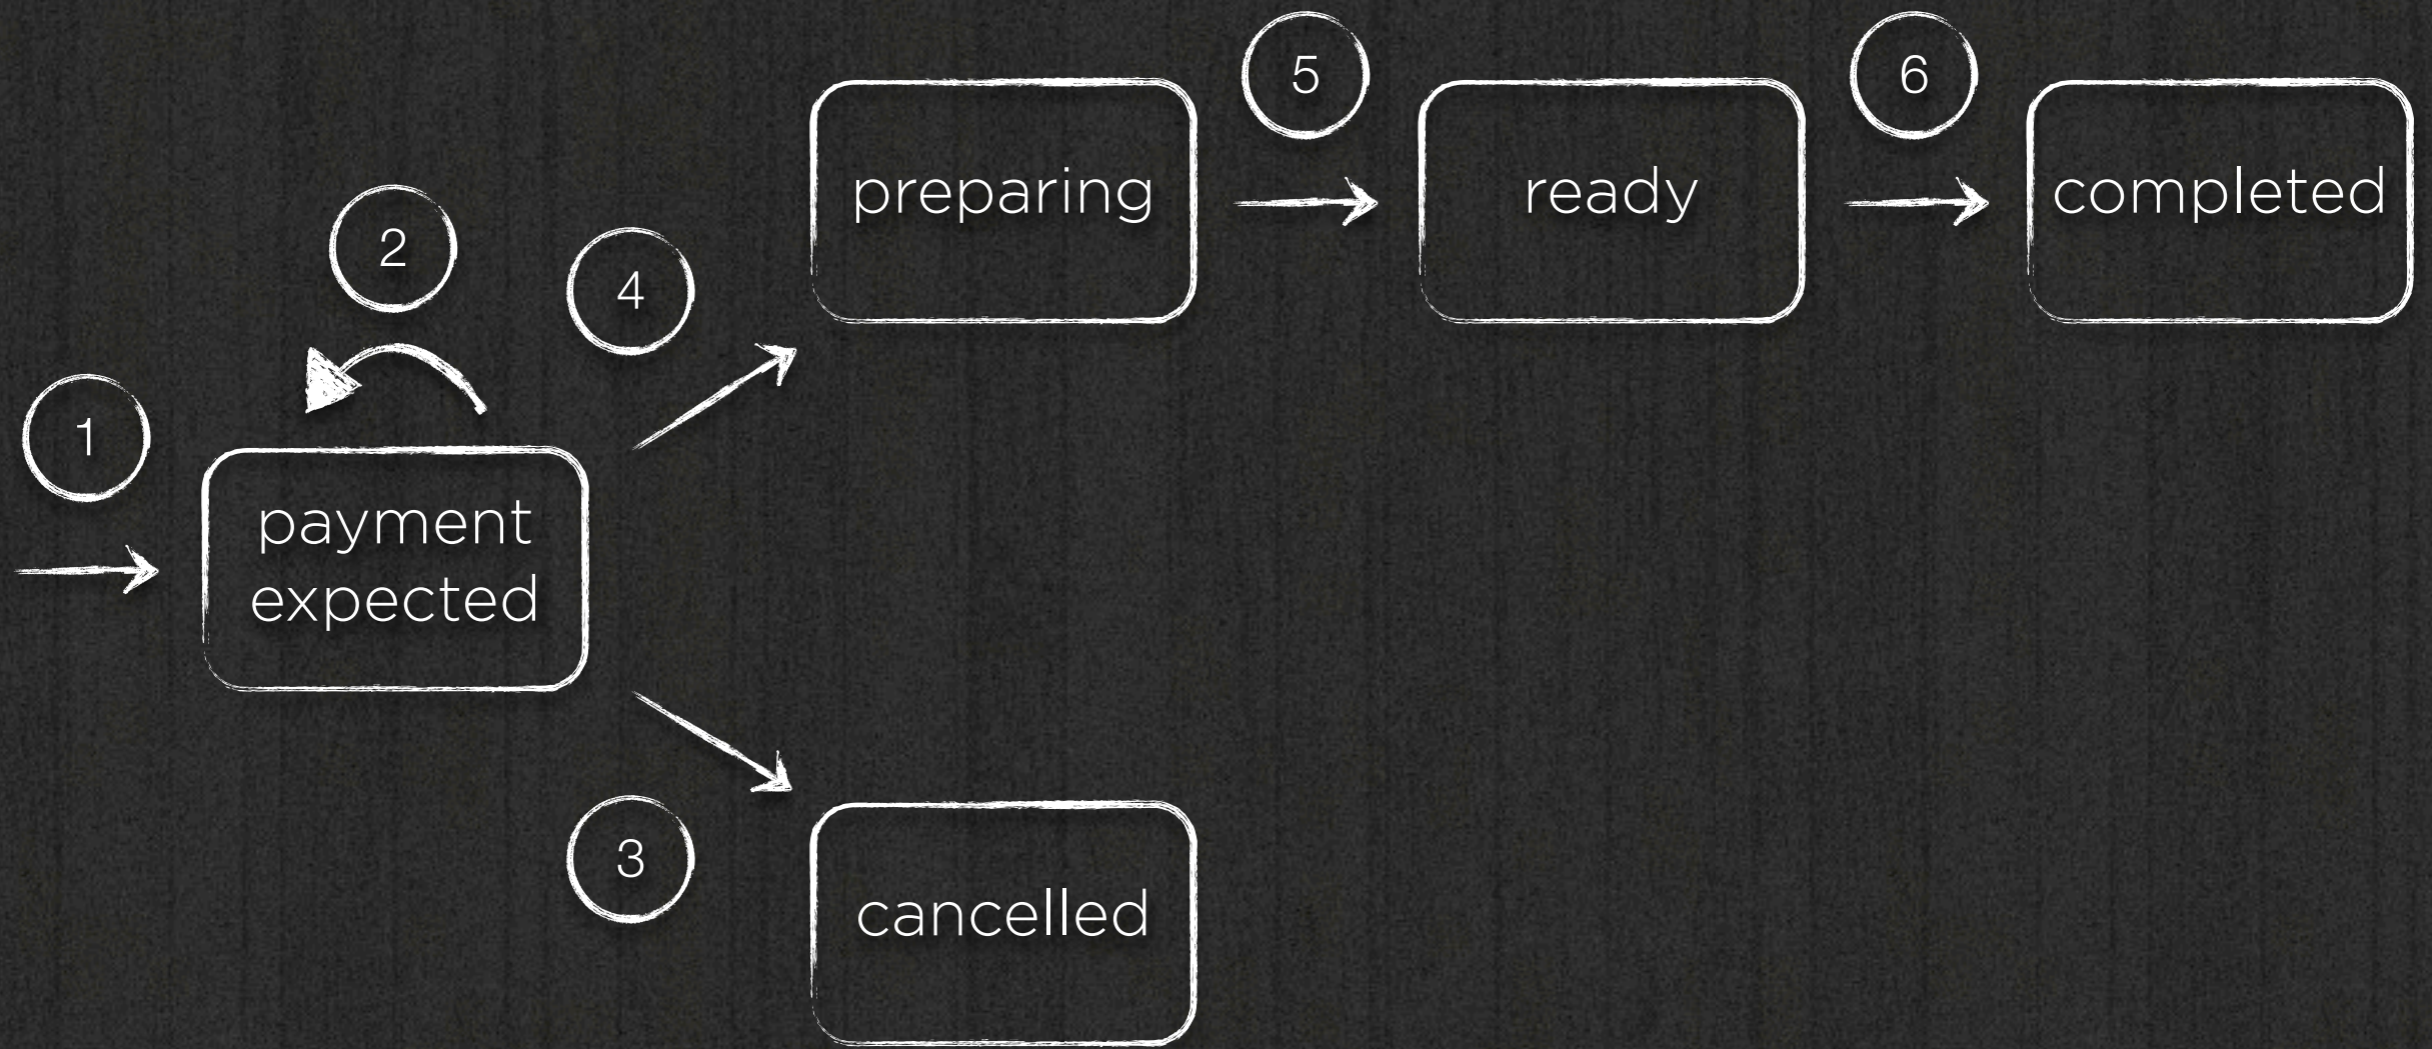 1
2
payment
expected
4
preparing
5
ready
6
completed
3
cancelled